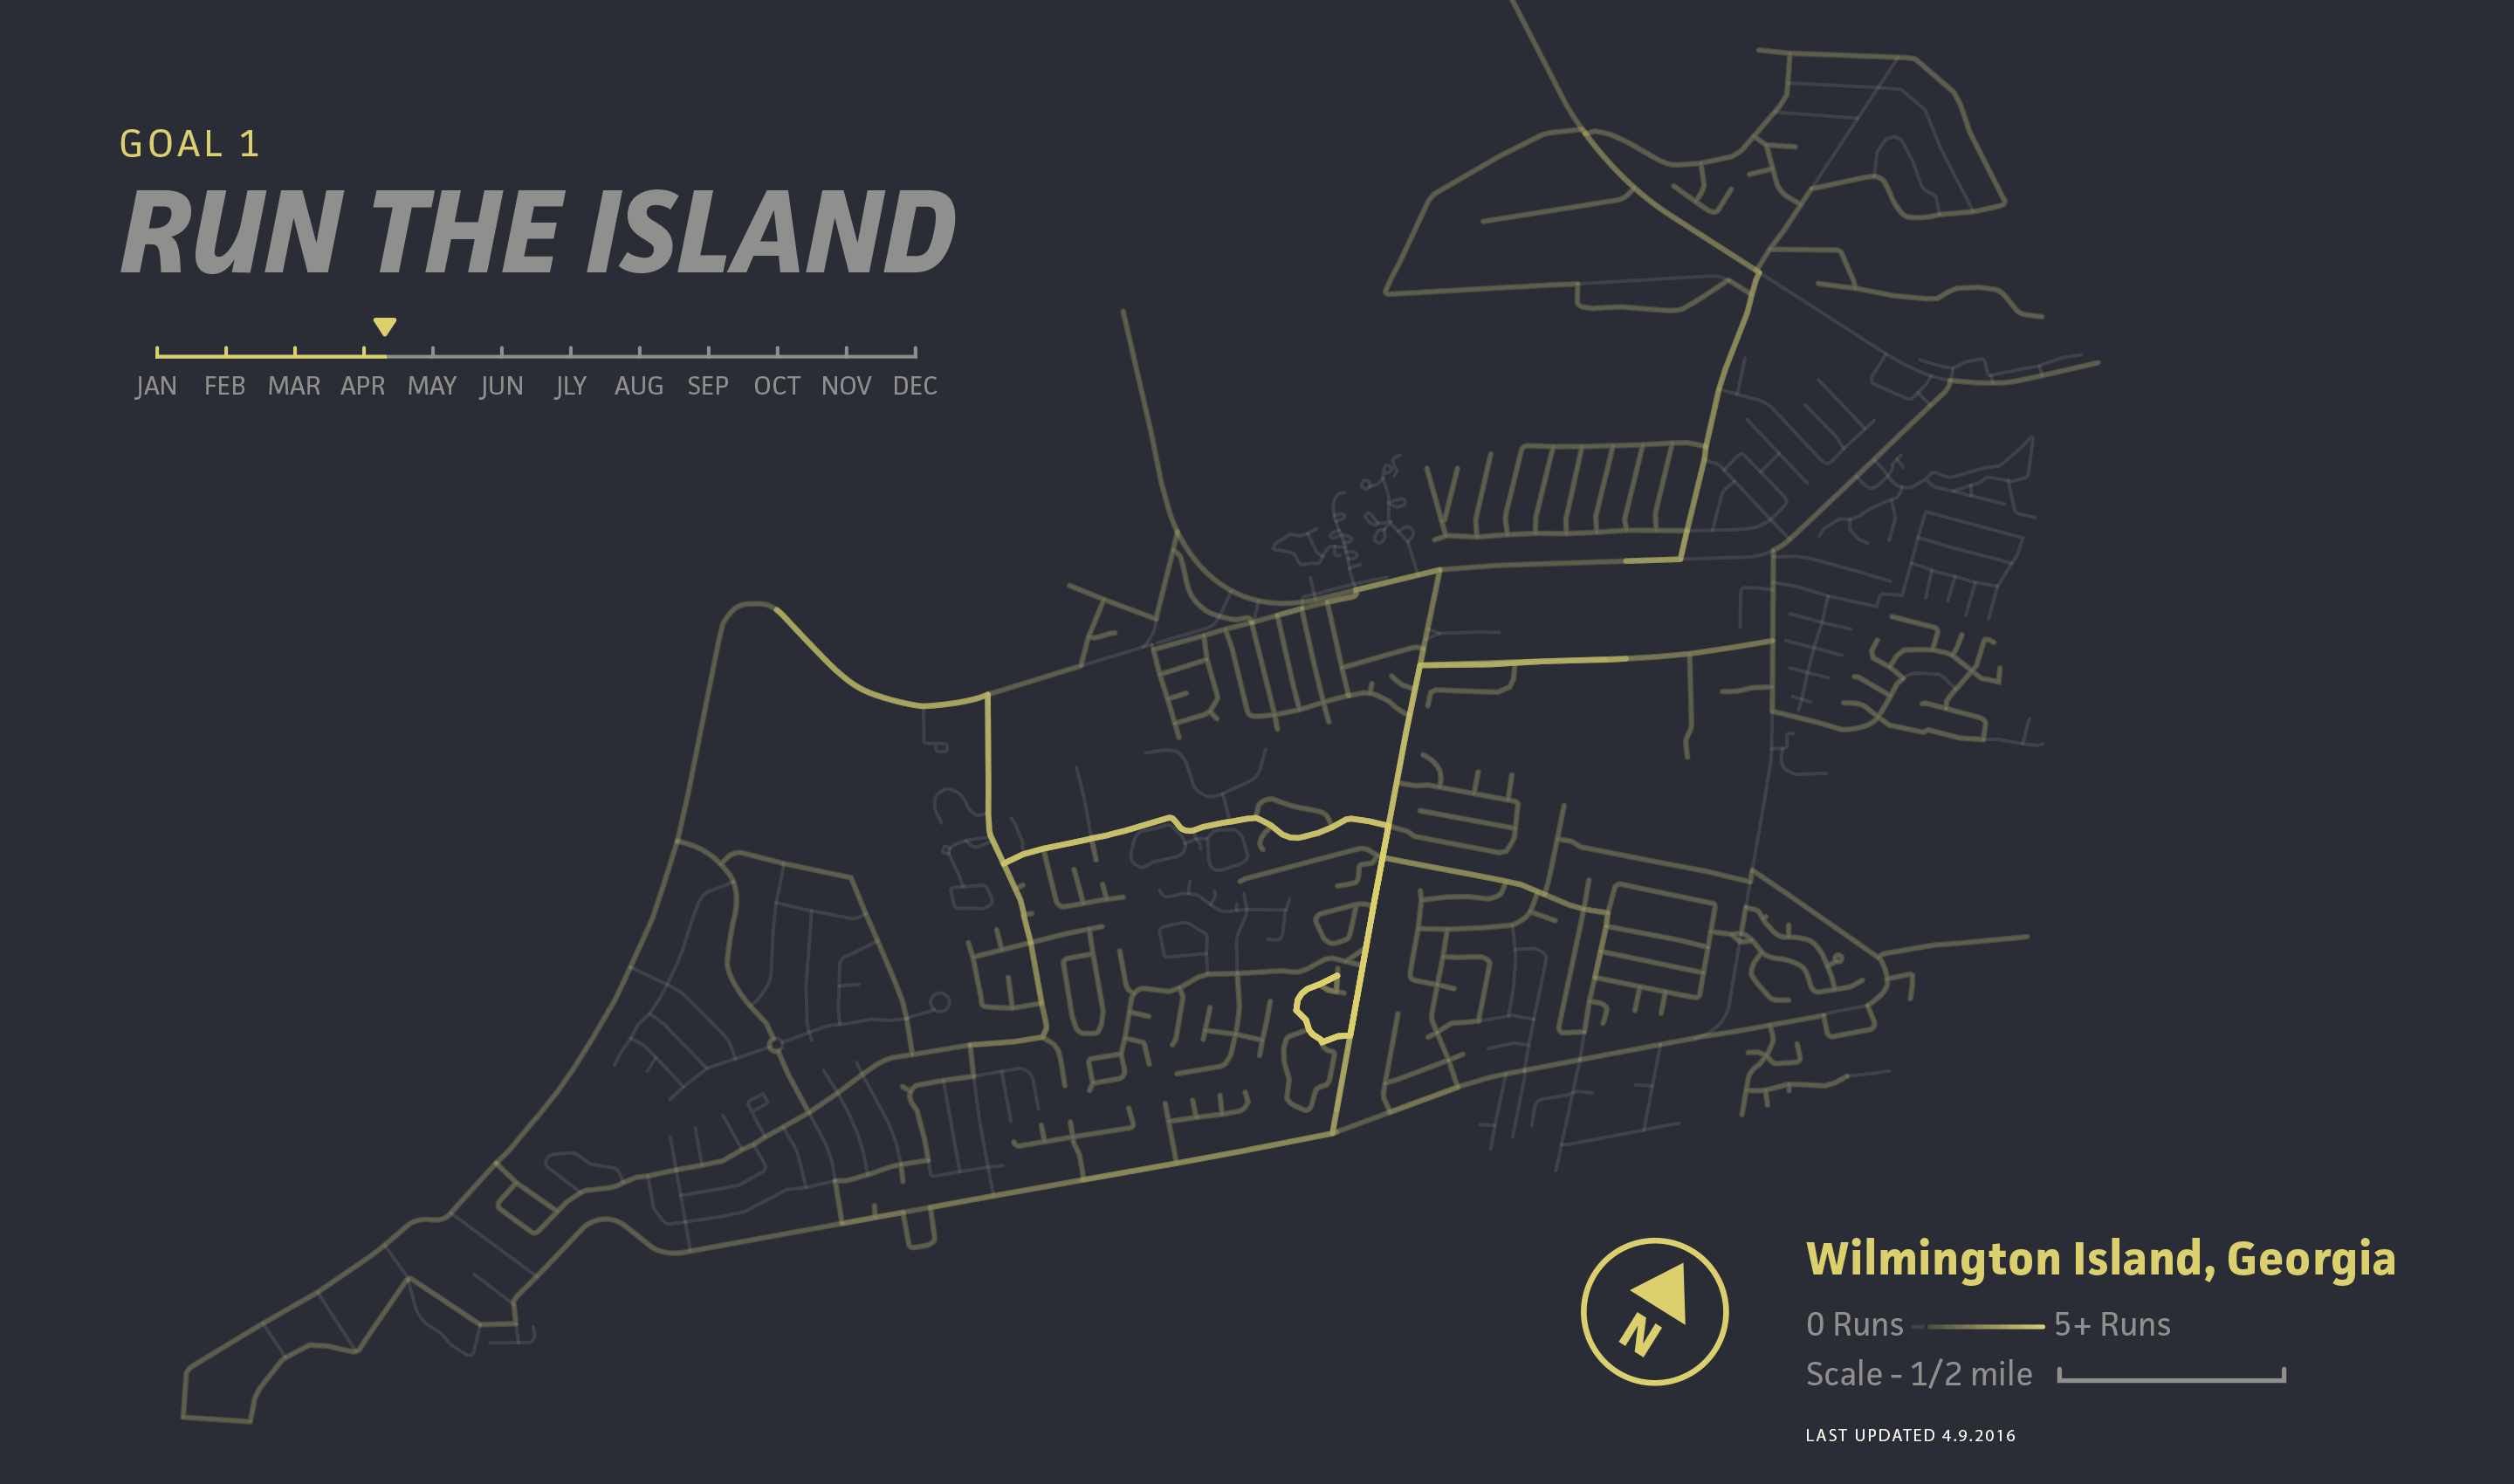 GOAL 1
RUN THE ISLAND
JAN FEB MAR APR MAY JUN JLY AUG SEP OCT NOV DEC
N
Wilmington Island, Georgia
0 Runs 5+ Runs
Scale - 1/2 mile
LAST UPDATED 4.9.2016